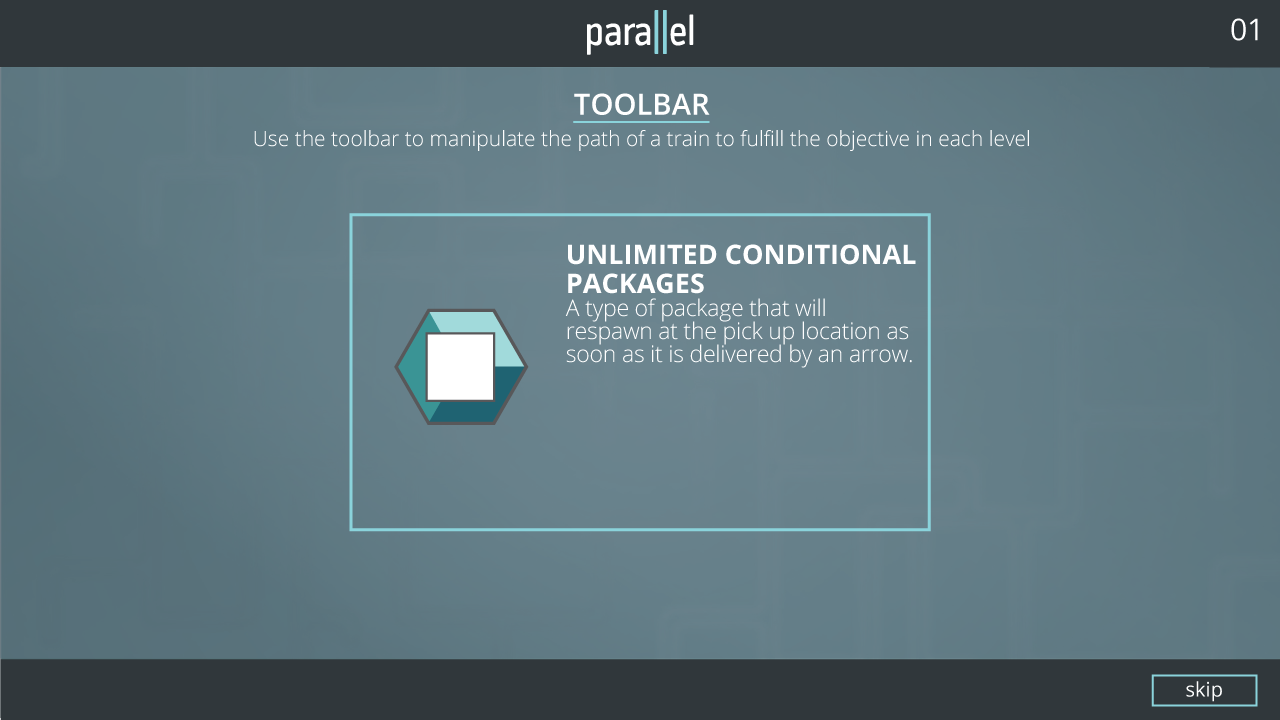 parallel
01
TOOLBAR
Use the toolbar to manipulate the path of a train to fulfill the objective in each level
UNLIMITED CONDITIONAL
PACKAGES
A type of package that will
respawn at the pick up location as
soon as it is delivered by an arrow.
skip